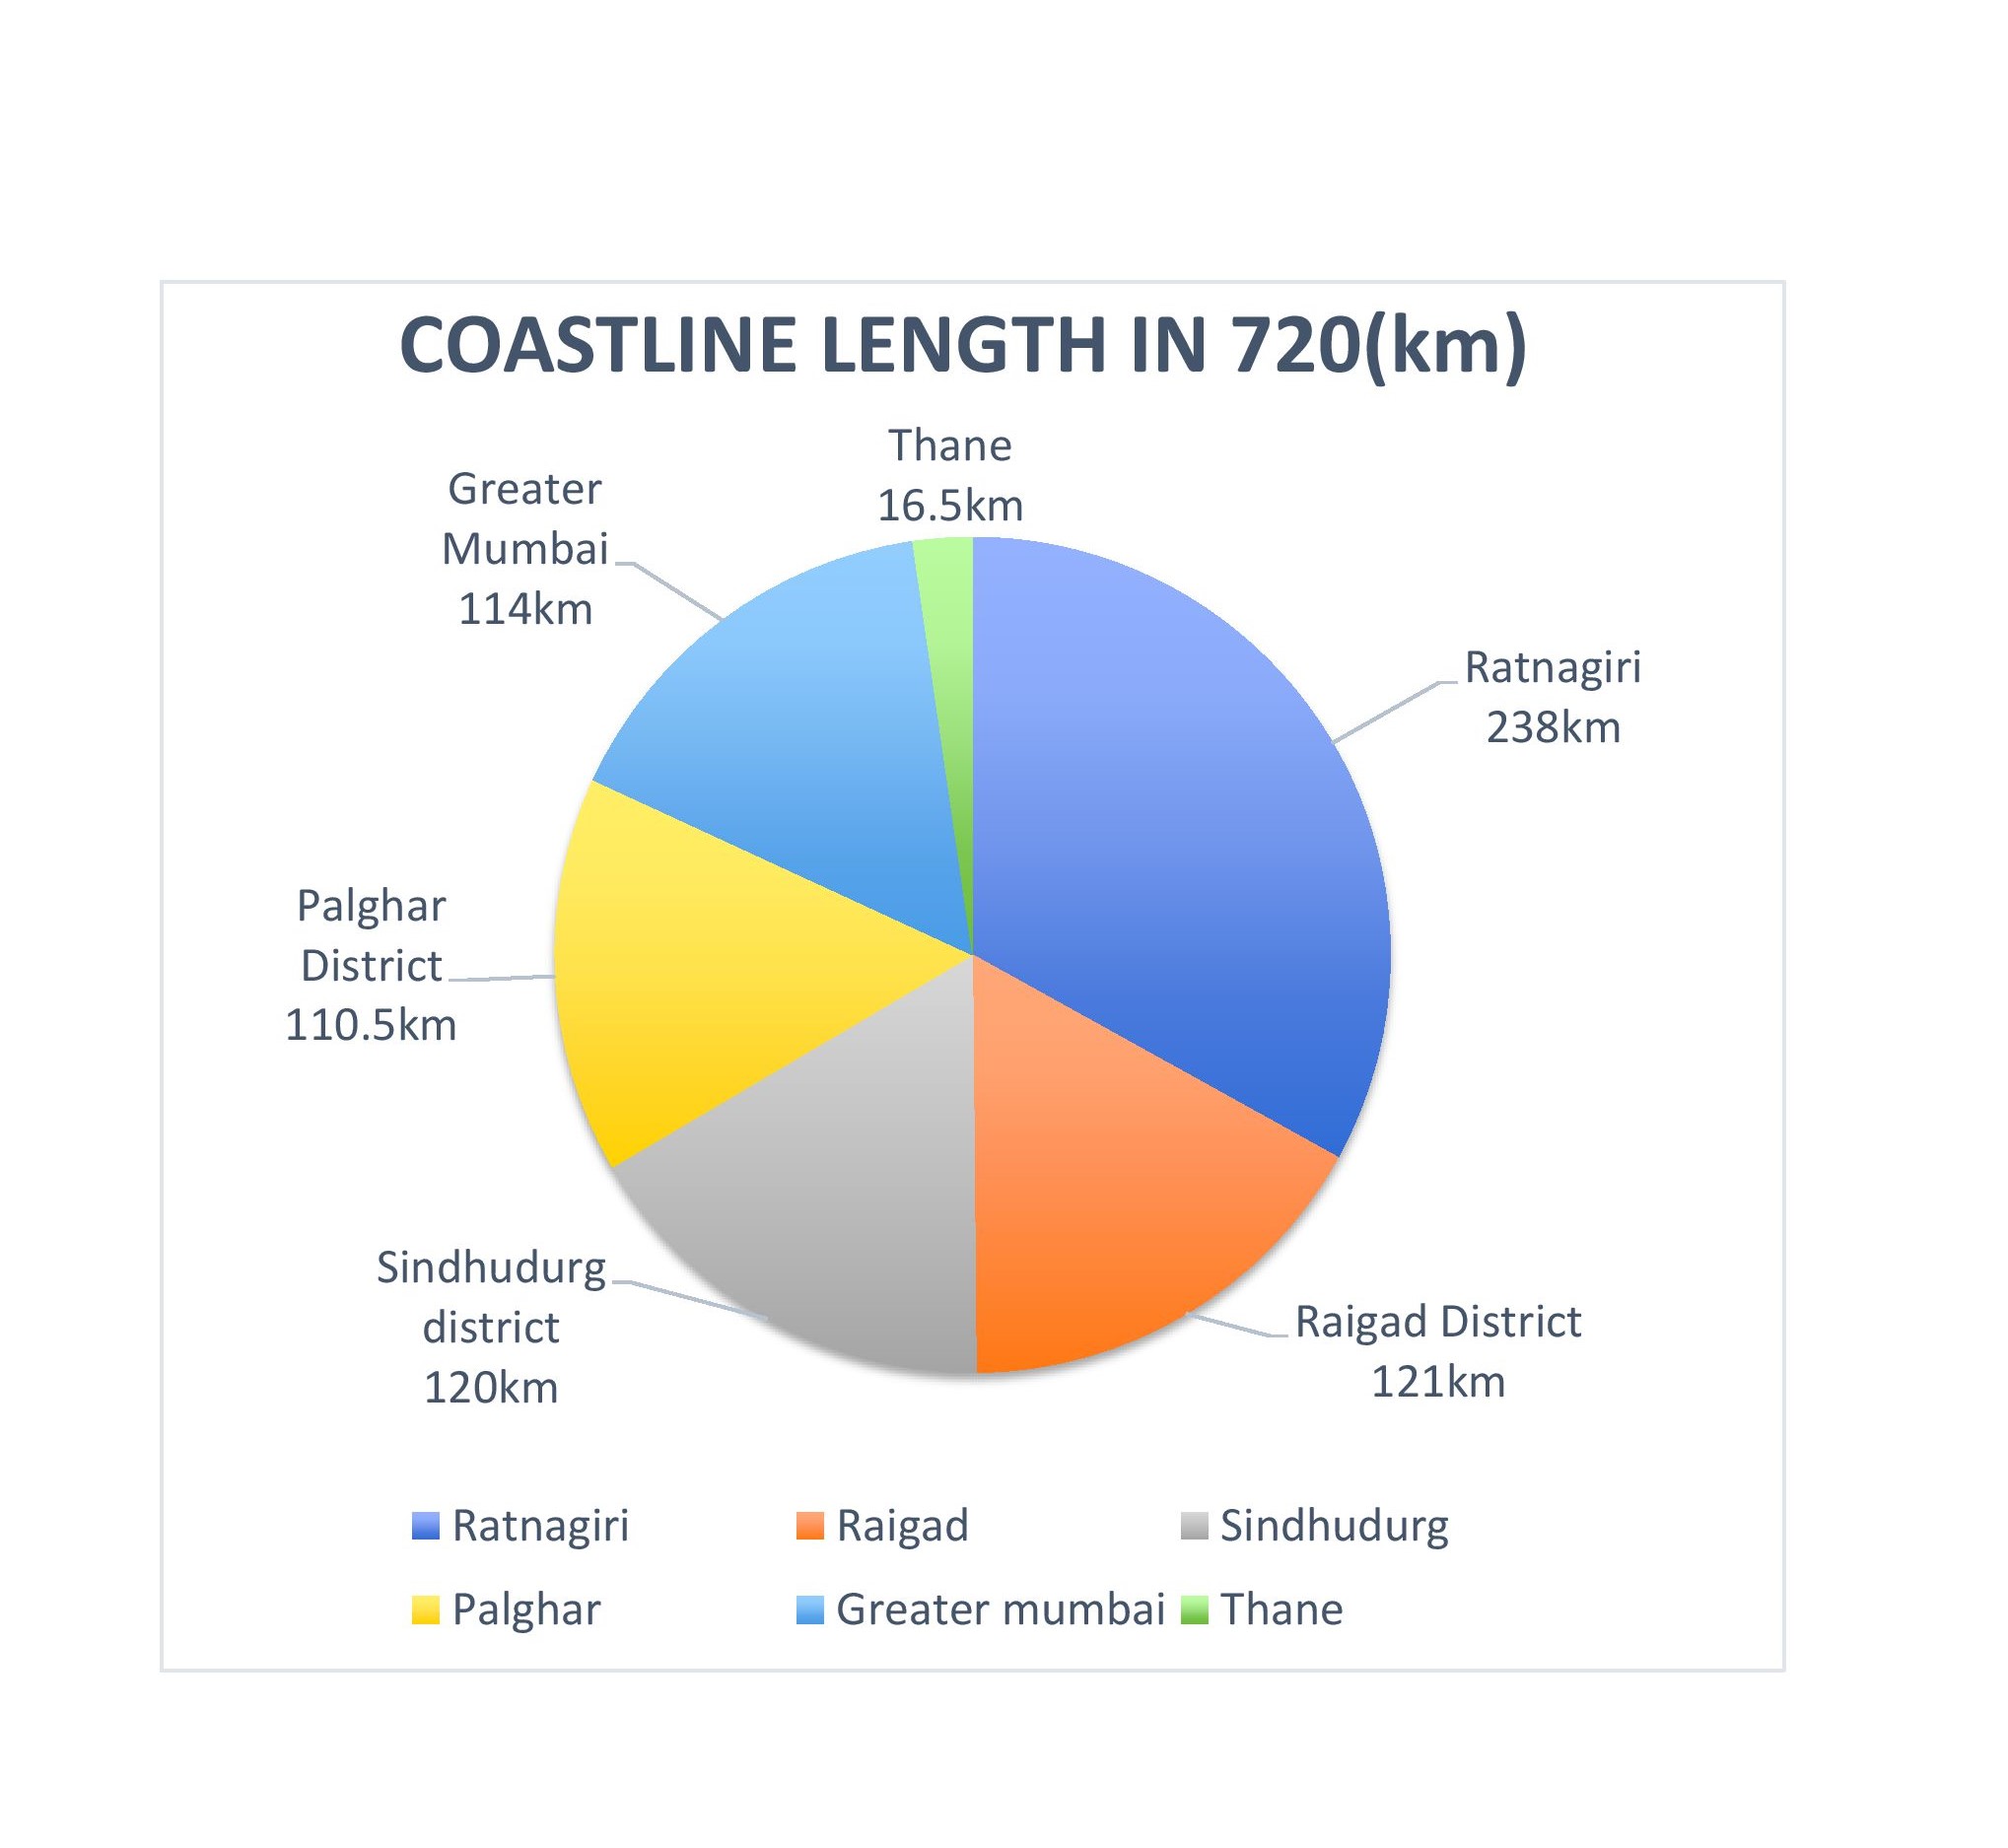 COASTLINE LENGTH IN 720(km)
Thane
16.5km
Greater
Mumbai
114km
Ratnagiri
238km
Palghar
District
110.5km
Sindhudurg
district
120km
Raigad District
121km
Ratnagiri
Raigad
Sindhudurg
Palghar
Greater mumbai
Thane